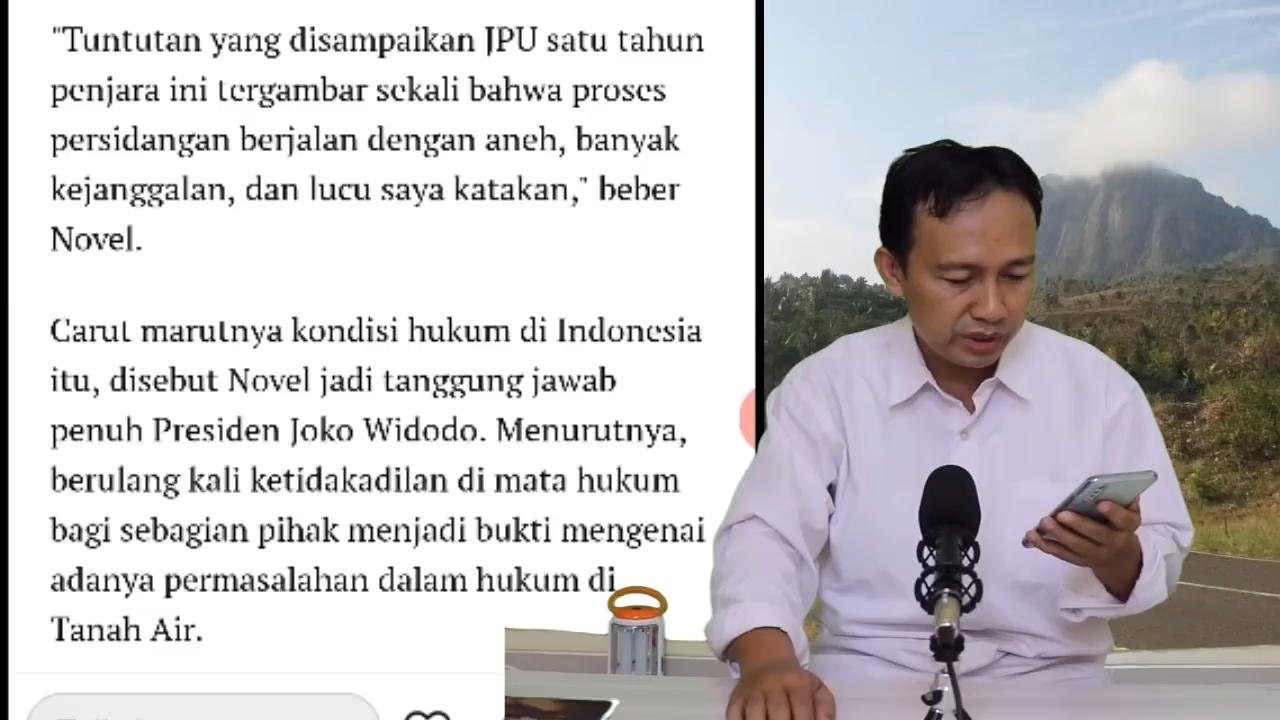 "Tuntutan yang disampaikan JPU satu tahun
penjara ini tergambar sekali bahwa proses
persidangan berjalan dengan aneh, banyak
kejanggalan, dan lucu saya katakan," beber
Novel.
Carut marutnya kondisi hukum di Indonesia
itu, disebut Novel jadi tanggung jawab
penuh Presiden Joko Widodo. Menurutnya,
berulang kali ketidakadilan di mata hukum
bagi sebagian pihak menjadi bukti mengenai
adanya permasalahan dalam hukum di
Tanah Air.